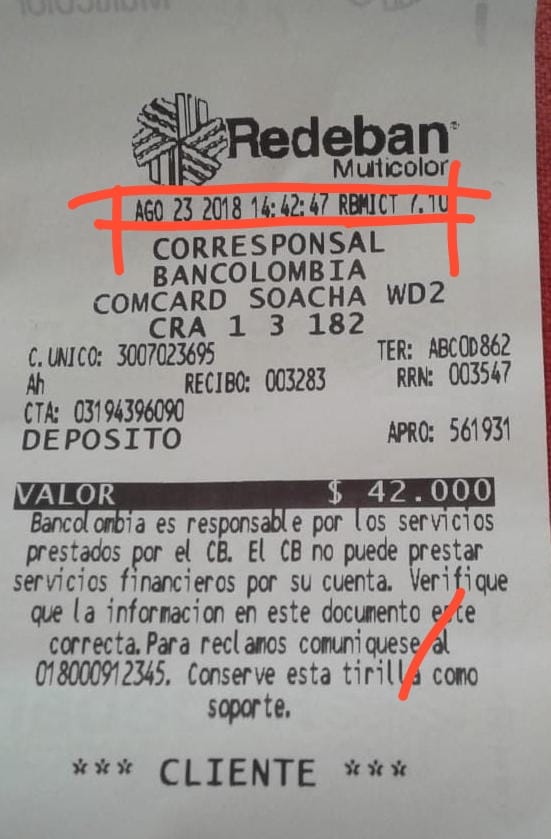 Redeban
Multicolor
AGO 23 2018 14:42:47 RBMICT 7.10
CORRESPONSAL
BANCOLOMBIA
COMCARD SOACHA WD2
CRA 1 3 182
C. UNICO: 3007023695 TER: ABCOD862
Ah RECIBO: 003283 RRN: 003547
CTA: 03194396090
DEPOSITO APRO: 561931
VALOR $ 42.000
Bancolombia es responsable por los servicios
prestados por el CB. El CB no puede prestar
servicios financieros por su cuenta. Verifique
que la informacion en este documento este
correcta.Para reclamos comuniquese al
018000912345. Conserve esta tirilla como
soporte.
*** CLIENTE ***